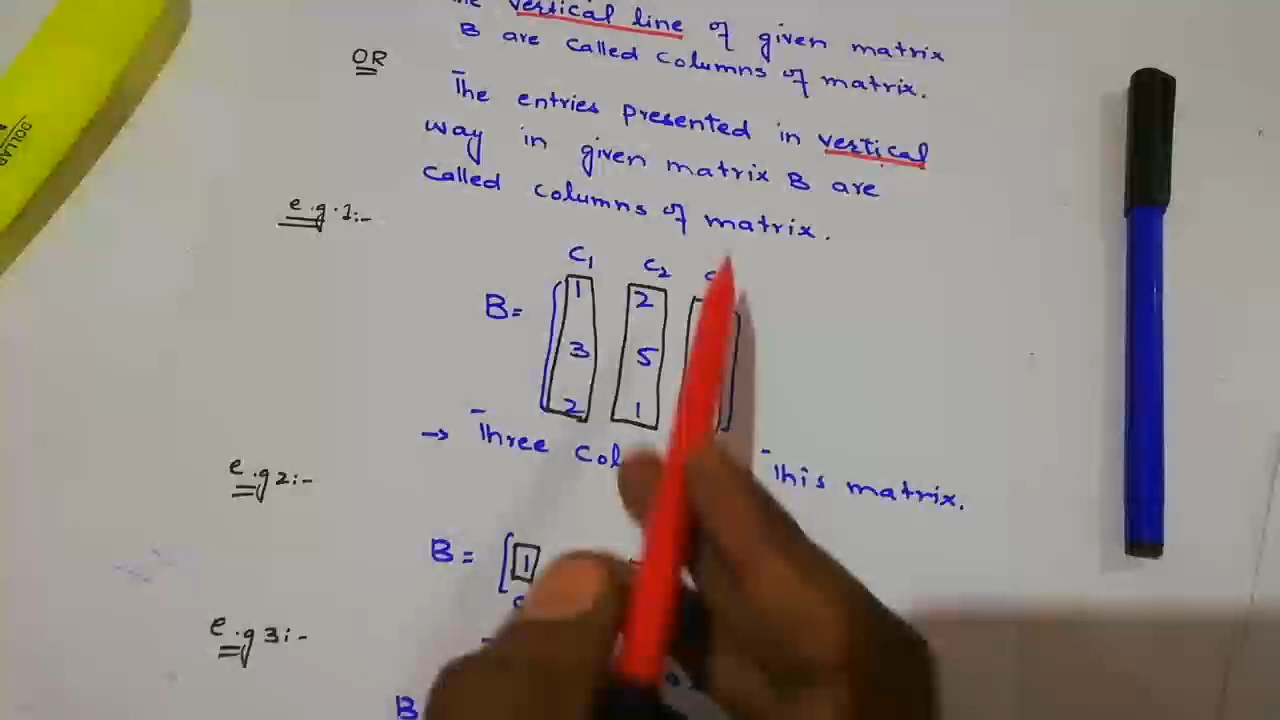 vertical line of given matrix
B are called columns of matrix.
OR
The entries presented in vertical
way in given matrix B are
called columns of matrix.
e.g.1:-
C1 C2
B= 1 2
3 5
2 1
→ Three This matrix.
e.g2:-
B= [1
e.g3:-
B
DOLLAR